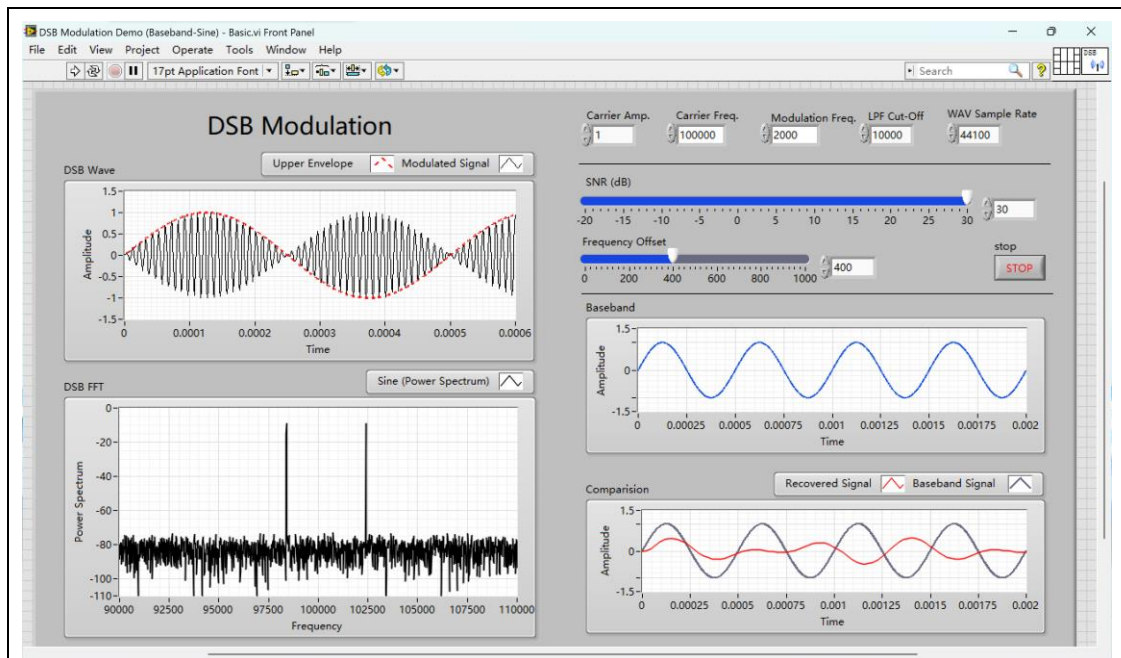 DSB Modulation Demo (Baseband-Sine) - Basic.vi Front Panel
File Edit View Project Operate Tools Window Help
17pt Application Font
Search
DSB
DSB Modulation
Carrier Amp. Carrier Freq. Modulation Freq. LPF Cut-Off WAV Sample Rate
1 100000 2000 10000 44100
SNR (dB)
-20 -15 -10 -5 0 5 10 15 20 25 30
30
Frequency Offset
0 200 400 600 800 1000
400
stop
STOP
DSB Wave
Upper Envelope Modulated Signal
Amplitude
1.5
1
0.5
0
-0.5
-1
-1.5
0 0.0001 0.0002 0.0003 0.0004 0.0005 0.0006
Time
Baseband
Amplitude
1.5
0
-1.5
0 0.00025 0.0005 0.00075 0.001 0.00125 0.0015 0.00175 0.002
Time
DSB FFT
Sine (Power Spectrum)
Power Spectrum
0
-20
-40
-60
-80
-100
-110
90000 92500 95000 97500 100000 102500 105000 107500 110000
Frequency
Comparision
Recovered Signal Baseband Signal
Amplitude
1.5
0
-1.5
0 0.00025 0.0005 0.00075 0.001 0.00125 0.0015 0.00175 0.002
Time